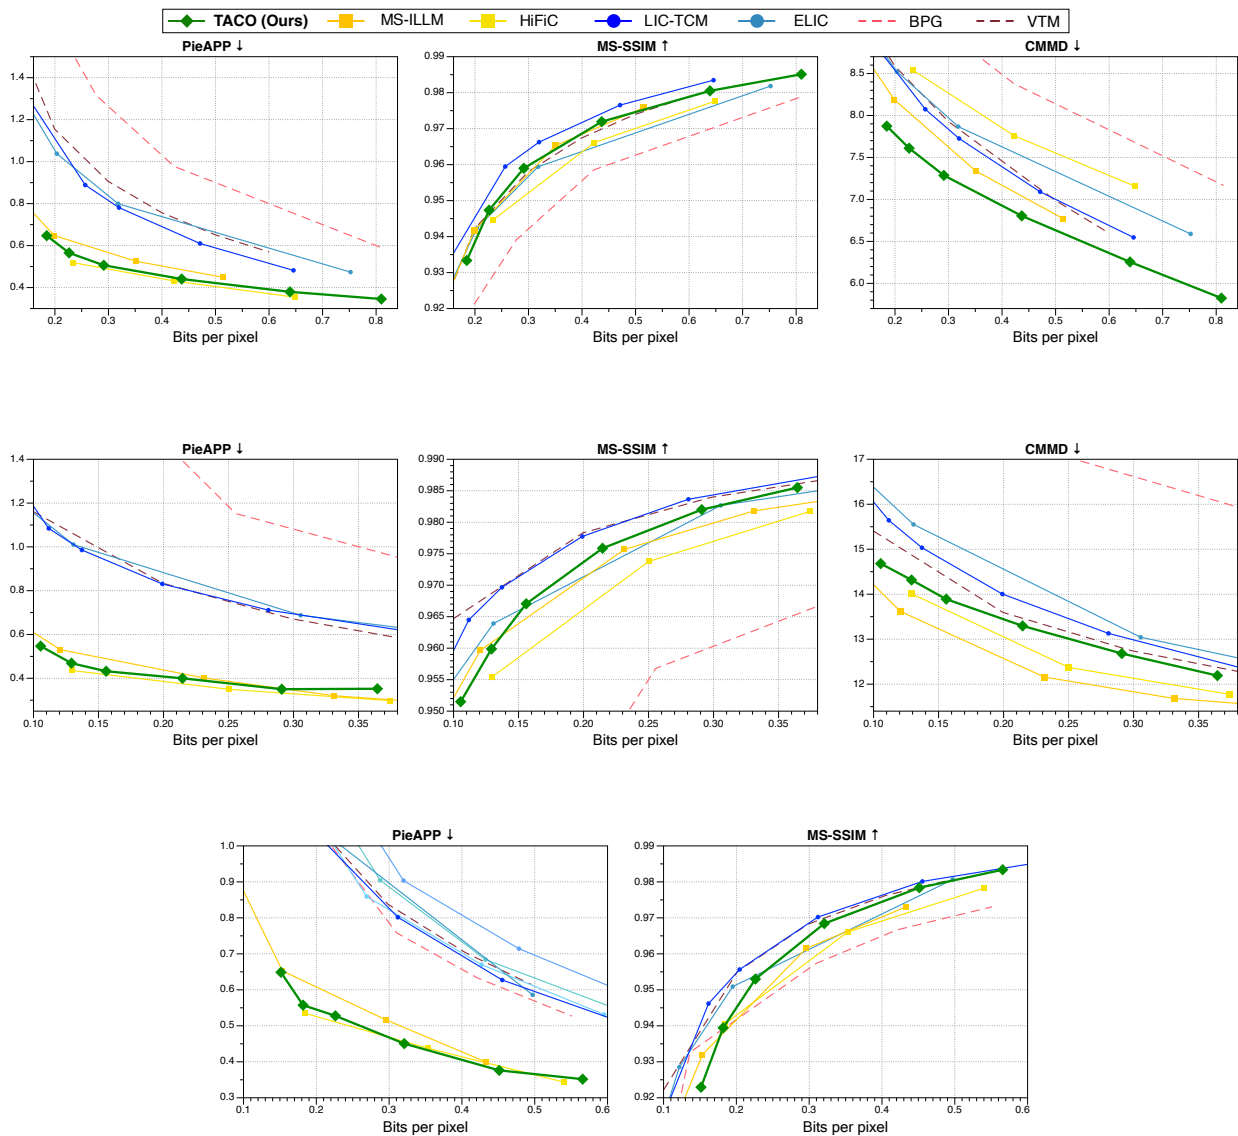 TACO (Ours) MS-ILLM HiFiC LIC-TCM ELIC BPG VTM
PieAPP ↓ MS-SSIM ↑ CMMD ↓
1.4
1.2
1.0
0.8
0.6
0.4
0.2 0.3 0.4 0.5 0.6 0.7 0.8
Bits per pixel
0.99
0.98
0.97
0.96
0.95
0.94
0.93
0.92
0.2 0.3 0.4 0.5 0.6 0.7 0.8
Bits per pixel
8.5
8.0
7.5
7.0
6.5
6.0
0.2 0.3 0.4 0.5 0.6 0.7 0.8
Bits per pixel
PieAPP ↓ MS-SSIM ↑ CMMD ↓
1.4
1.2
1.0
0.8
0.6
0.4
0.10 0.15 0.20 0.25 0.30 0.35
Bits per pixel
0.990
0.985
0.980
0.975
0.970
0.965
0.960
0.955
0.950
0.10 0.15 0.20 0.25 0.30 0.35
Bits per pixel
17
16
15
14
13
12
0.10 0.15 0.20 0.25 0.30 0.35
Bits per pixel
PieAPP ↓ MS-SSIM ↑
1.0
0.9
0.8
0.7
0.6
0.5
0.4
0.3
0.1 0.2 0.3 0.4 0.5 0.6
Bits per pixel
0.99
0.98
0.97
0.96
0.95
0.94
0.93
0.92
0.1 0.2 0.3 0.4 0.5 0.6
Bits per pixel